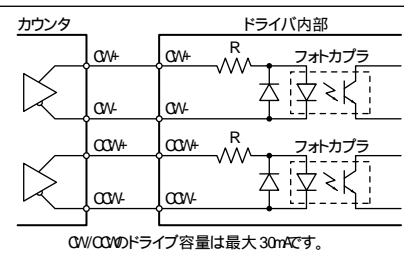 カウンタ
ドライバ内部
CW+
CW+
R
フォトカプラ
CW-
CW-
CCW+
CCW+
R
フォトカプラ
CCW-
CCW-
CW/CCWのドライブ容量は最大30mAです。